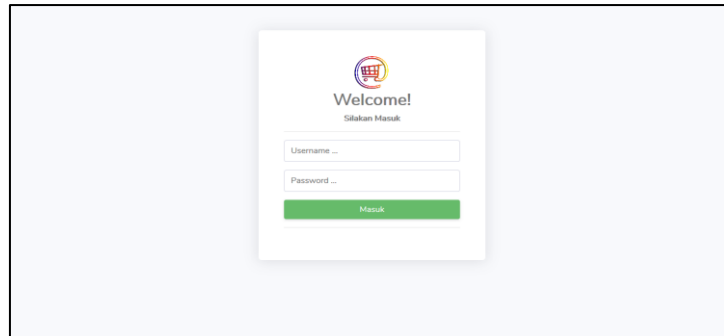 Welcome!
Silakan Masuk
Username ...
Password ...
Masuk